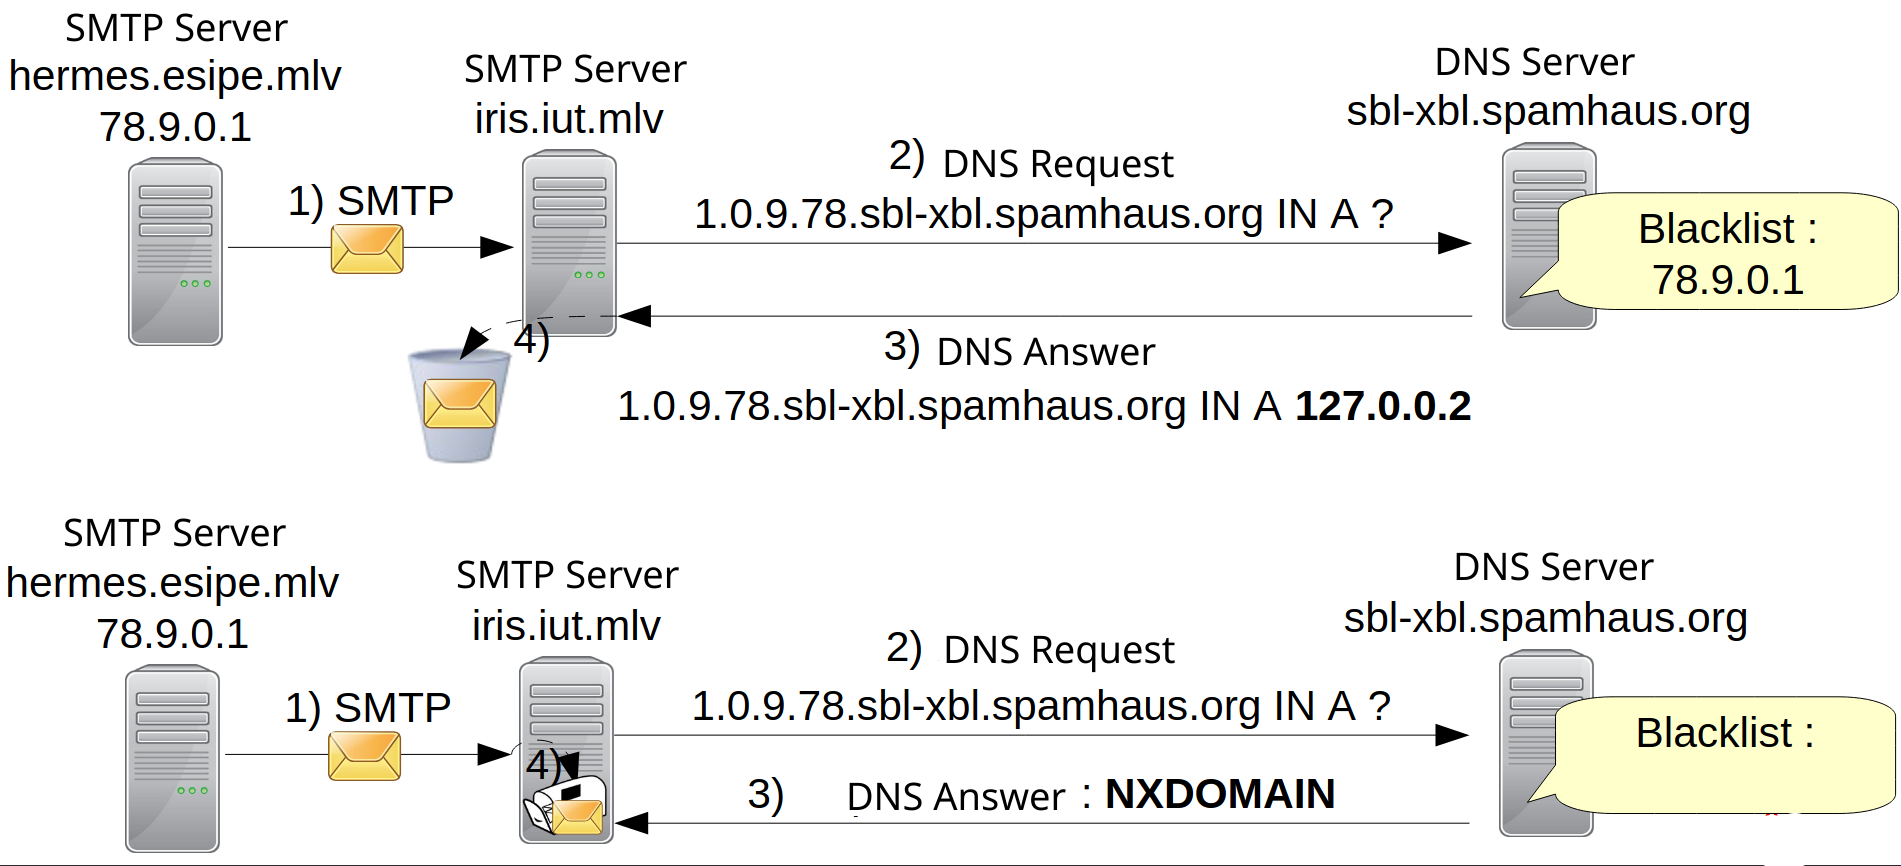 SMTP Server
hermes.esipe.mlv
78.9.0.1
SMTP Server
iris.iut.mlv
DNS Server
sbl-xbl.spamhaus.org
1) SMTP
2) DNS Request
1.0.9.78.sbl-xbl.spamhaus.org IN A ?
Blacklist :
78.9.0.1
4)
3) DNS Answer
1.0.9.78.sbl-xbl.spamhaus.org IN A 127.0.0.2
SMTP Server
hermes.esipe.mlv
78.9.0.1
SMTP Server
iris.iut.mlv
DNS Server
sbl-xbl.spamhaus.org
1) SMTP
2) DNS Request
1.0.9.78.sbl-xbl.spamhaus.org IN A ?
Blacklist :
4)
3) DNS Answer : NXDOMAIN